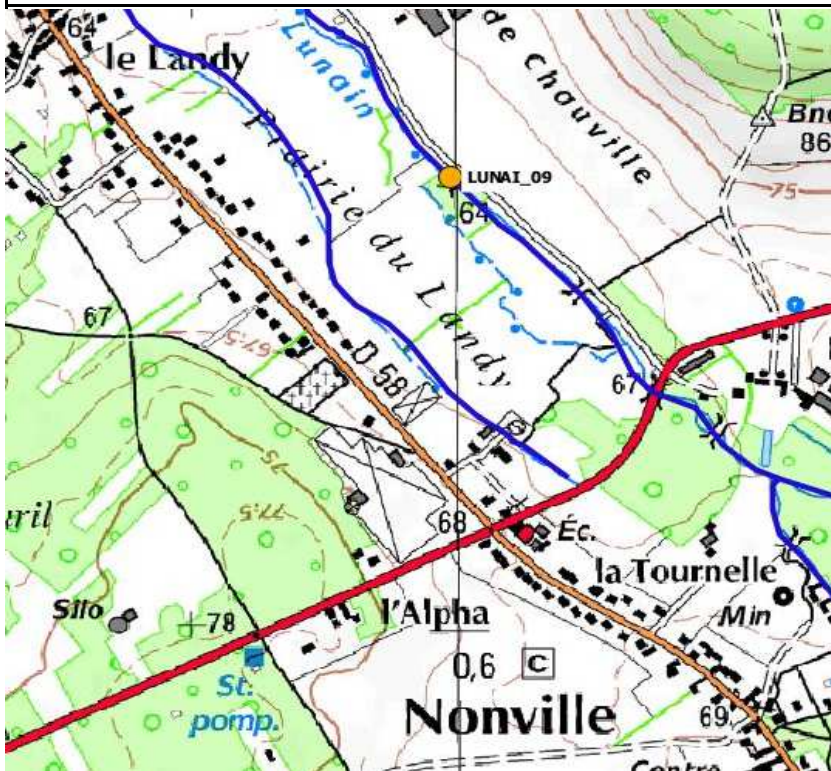 64
le Landy
Lunain
de Chauville
Bne
86
LUNAI_09
64
Prairie du Landy
75
67
67,5
D 58
67
75
77,5
uril
68
Éc.
la Tournelle
Silo
78
l'Alpha
Min
St.
pomp.
0,6
C
Nonville
69
Centre